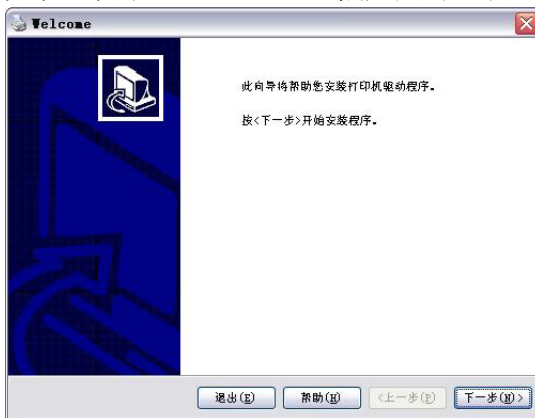 Welcome
此向导将帮助您安装打印机驱动程序。
按<下一步>开始安装程序。
退出(E)
帮助(H)
<上一步(P)
下一步(N)>